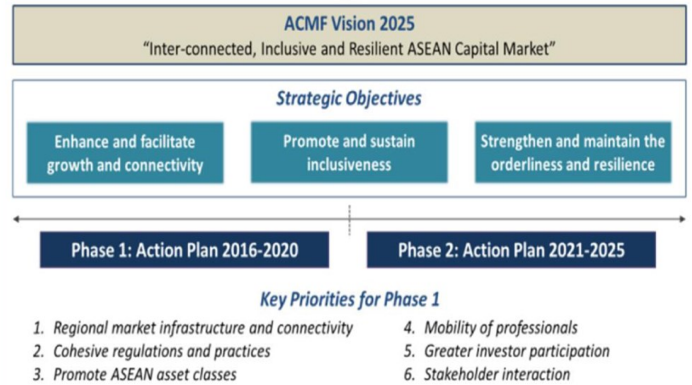 ACMF Vision 2025
“Inter-connected, Inclusive and Resilient ASEAN Capital Market”
Strategic Objectives
Enhance and facilitate
growth and connectivity
Promote and sustain
inclusiveness
Strengthen and maintain the
orderliness and resilience
Phase 1: Action Plan 2016-2020
Phase 2: Action Plan 2021-2025
Key Priorities for Phase 1
1. Regional market infrastructure and connectivity
2. Cohesive regulations and practices
3. Promote ASEAN asset classes
4. Mobility of professionals
5. Greater investor participation
6. Stakeholder interaction